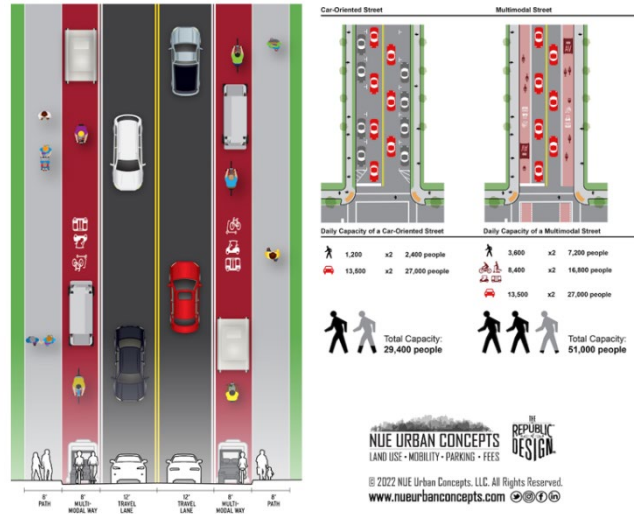 8'
PATH
8'
MULTI-
MODAL WAY
12'
TRAVEL
LANE
12'
TRAVEL
LANE
8'
MULTI-
MODAL WAY
8'
PATH
Car-Oriented Street
Multimodal Street
Daily Capacity of a Car-Oriented Street
1,200 x2 2,400 people
13,500 x2 27,000 people
Total Capacity:
29,400 people
Daily Capacity of a Multimodal Street
3,600 x2 7,200 people
8,400 x2 16,800 people
13,500 x2 27,000 people
Total Capacity:
51,000 people
NUE URBAN CONCEPTS
LAND USE • MOBILITY • PARKING • FEES
THE
REPUBLIC
OF
DESIGN
© 2022 NUE Urban Concepts. LLC. All Rights Reserved.
www.nueurbanconcepts.com